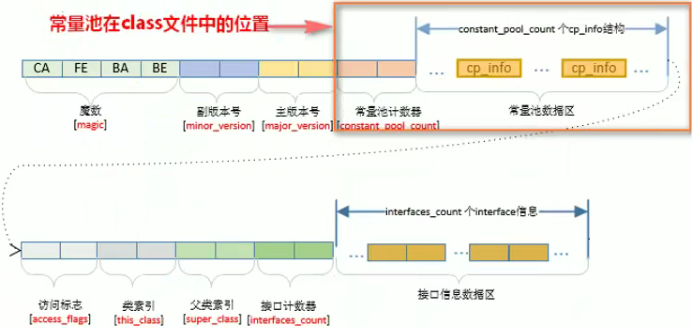 常量池在class文件中的位置
constant_pool_count 个cp_info结构
CA FE BA BE ... cp_info ... cp_info ...
魔数 副版本号 主版本号 常量池计数器 常量池数据区
[magic] [minor_version] [major_version] [constant_pool_count]
interfaces_count 个interface信息
... ... ...
访问标志 类索引 父类索引 接口计数器 接口信息数据区
[access_flags] [this_class] [super_class] [interfaces_count]